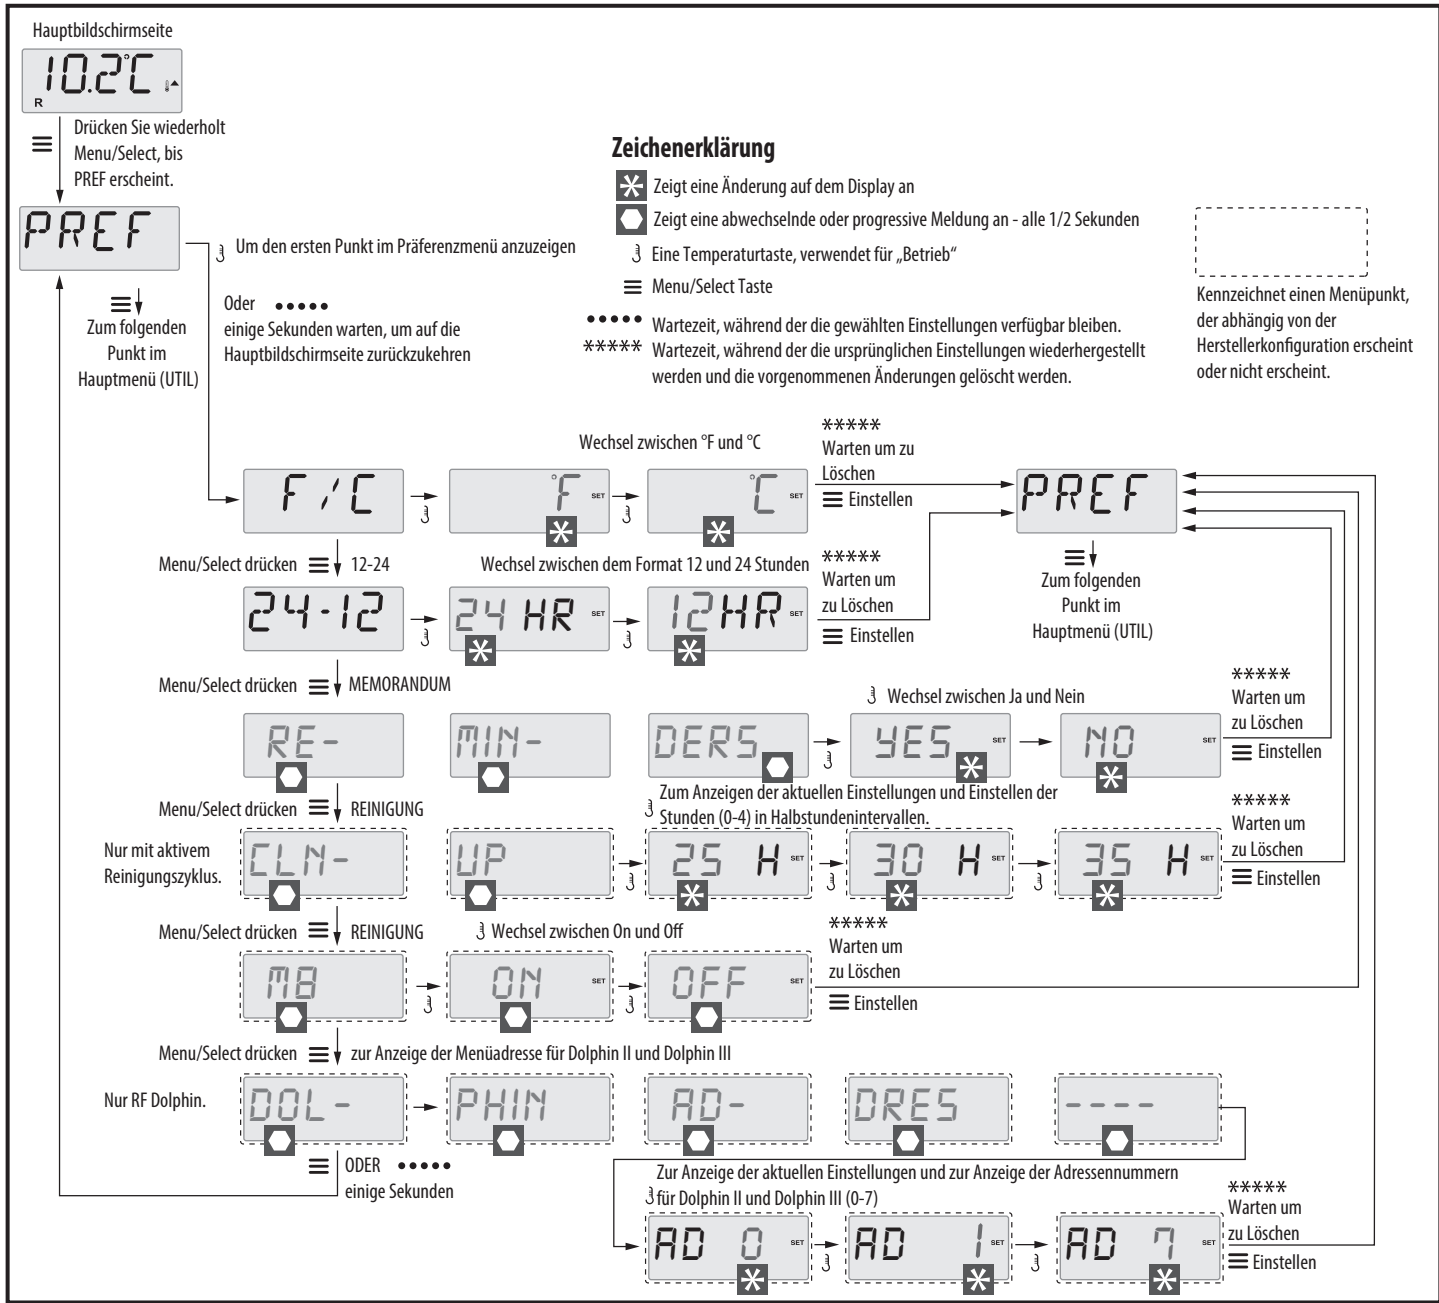 Hauptbildschirmseite
10.2°C
R
Drücken Sie wiederholt
Menu/Select, bis
PREF erscheint.
PREF
Um den ersten Punkt im Präferenzmenü anzuzeigen
Zum folgenden
Punkt im
Hauptmenü (UTIL)
Oder •••••
einige Sekunden warten, um auf die
Hauptbildschirmseite zurückzukehren
Zeichenerklärung
Zeigt eine Änderung auf dem Display an
Zeigt eine abwechselnde oder progressive Meldung an - alle 1/2 Sekunden
Eine Temperaturtaste, verwendet für „Betrieb“
Menu/Select Taste
••••• Wartezeit, während der die gewählten Einstellungen verfügbar bleiben.
***** Wartezeit, während der die ursprünglichen Einstellungen wiederhergestellt
werden und die vorgenommenen Änderungen gelöscht werden.
Kennzeichnet einen Menüpunkt,
der abhängig von der
Herstellerkonfiguration erscheint
oder nicht erscheint.
Wechsel zwischen °F und °C
F/C
°F SET
°C SET
*****
Warten um zu
Löschen
Einstellen
PREF
Zum folgenden
Punkt im
Hauptmenü (UTIL)
Menu/Select drücken 12-24
Wechsel zwischen dem Format 12 und 24 Stunden
24-12
24 HR SET
12 HR SET
*****
Warten um
zu Löschen
Einstellen
Menu/Select drücken MEMORANDUM
Wechsel zwischen Ja und Nein
RE-
MIN-
DERS
YES SET
NO SET
*****
Warten um
zu Löschen
Einstellen
Menu/Select drücken REINIGUNG
Zum Anzeigen der aktuellen Einstellungen und Einstellen der
Stunden (0-4) in Halbstundenintervallen.
Nur mit aktivem
Reinigungszyklus.
CLN-
UP
25 H SET
30 H SET
35 H SET
*****
Warten um
zu Löschen
Einstellen
Menu/Select drücken REINIGUNG
Wechsel zwischen On und Off
M8
ON SET
OFF SET
*****
Warten um
zu Löschen
Einstellen
Menu/Select drücken zur Anzeige der Menüadresse für Dolphin II und Dolphin III
Nur RF Dolphin.
DOL-
PHIN
AD-
DRES
----
ODER •••••
einige Sekunden
Zur Anzeige der aktuellen Einstellungen und zur Anzeige der Adressennummern
für Dolphin II und Dolphin III (0-7)
AD 0 SET
AD 1 SET
AD 7 SET
*****
Warten um
zu Löschen
Einstellen